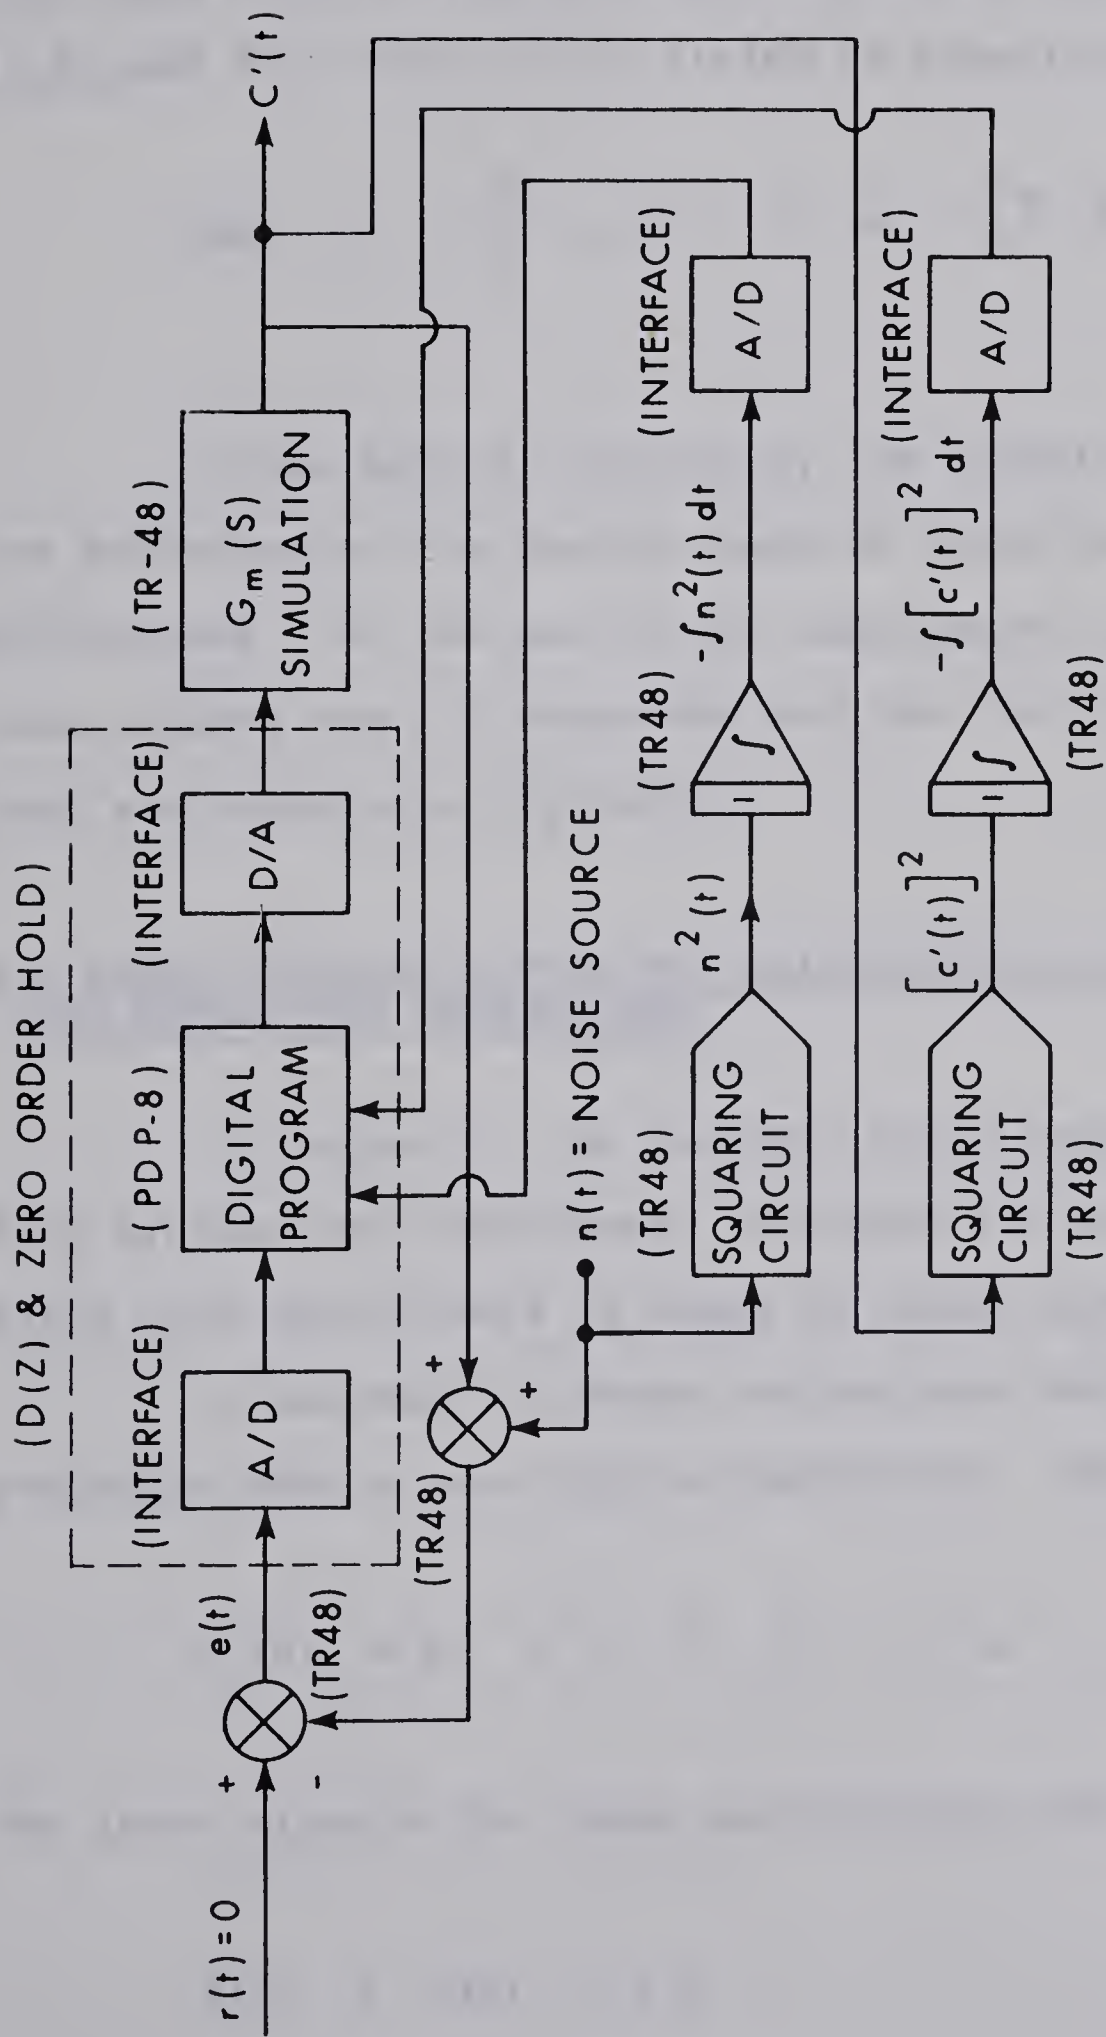 (D(Z) & ZERO ORDER HOLD)
(INTERFACE)
(PDP-8)
(INTERFACE)
(TR-48)
r(t)=0
+
-
e(t)
(TR48)
A/D
DIGITAL
PROGRAM
D/A
Gm(S)
SIMULATION
C'(t)
(TR48)
+
+
n(t) = NOISE SOURCE
(TR48)
SQUARING
CIRCUIT
n²(t)
(TR48)
∫
-∫n²(t) dt
(INTERFACE)
A/D
SQUARING
CIRCUIT
(TR48)
[c'(t)]²
∫
(TR48)
-∫[c'(t)]² dt
(INTERFACE)
A/D